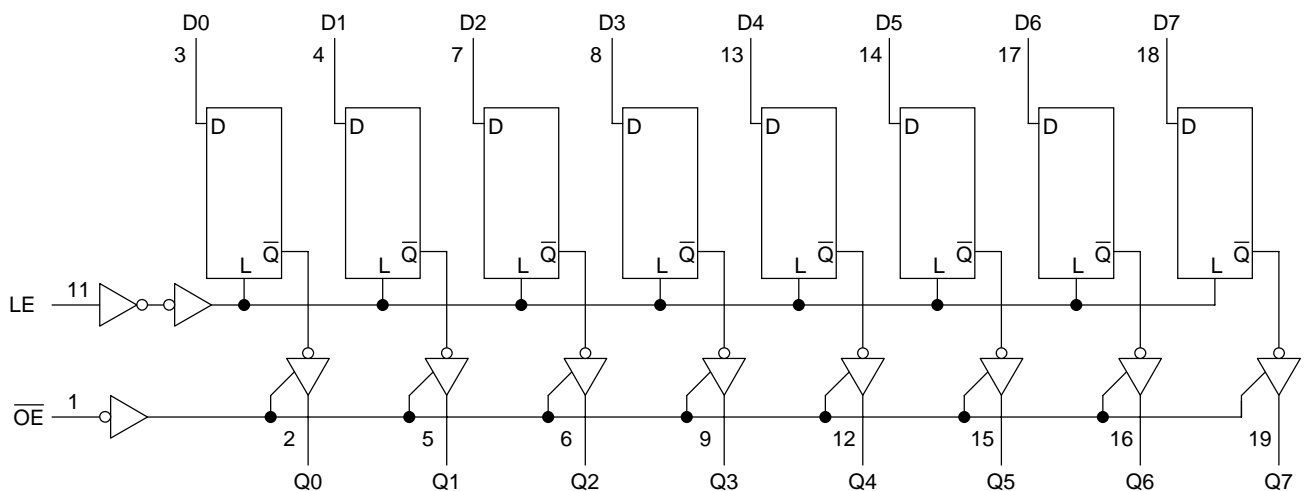 D0 D1 D2 D3 D4 D5 D6 D7
3 4 7 8 13 14 17 18
D D D D D D D D
Q̅ Q̅ Q̅ Q̅ Q̅ Q̅ Q̅ Q̅
L L L L L L L L
LE 11
O̅E̅ 1
2 5 6 9 12 15 16 19
Q0 Q1 Q2 Q3 Q4 Q5 Q6 Q7